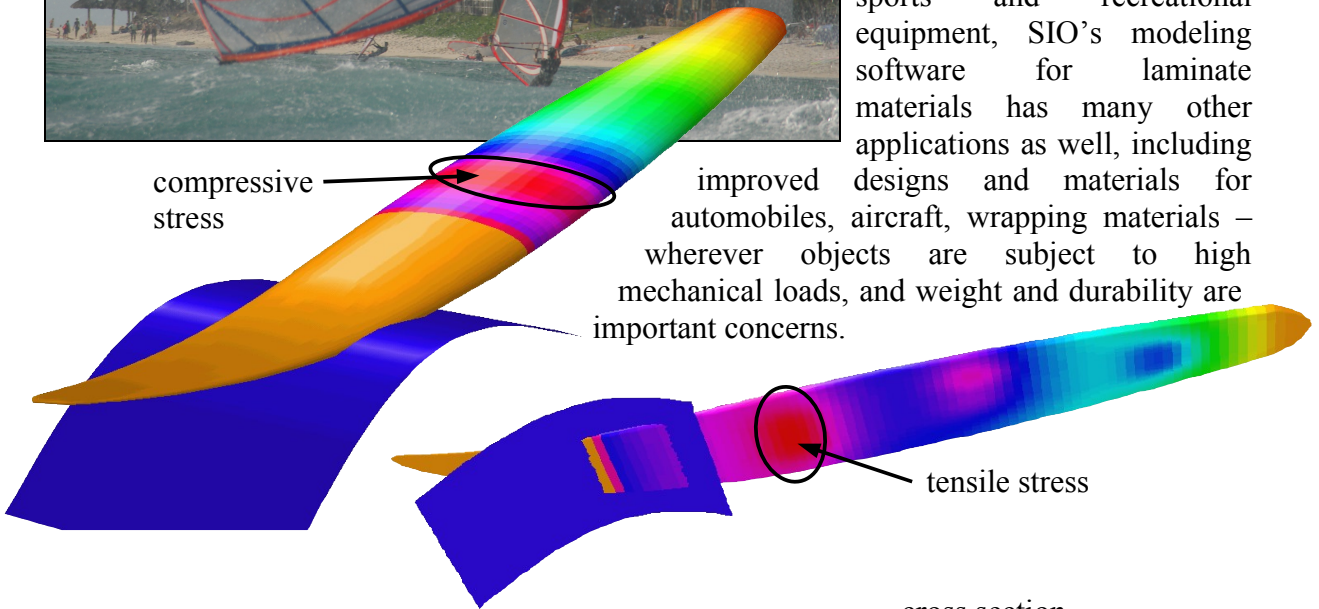 sports and recreational
equipment, SIO's modeling
software for laminate
materials has many other
applications as well, including
improved designs and materials for
automobiles, aircraft, wrapping materials –
wherever objects are subject to high
mechanical loads, and weight and durability are
important concerns.
compressive
stress
tensile stress
cross section